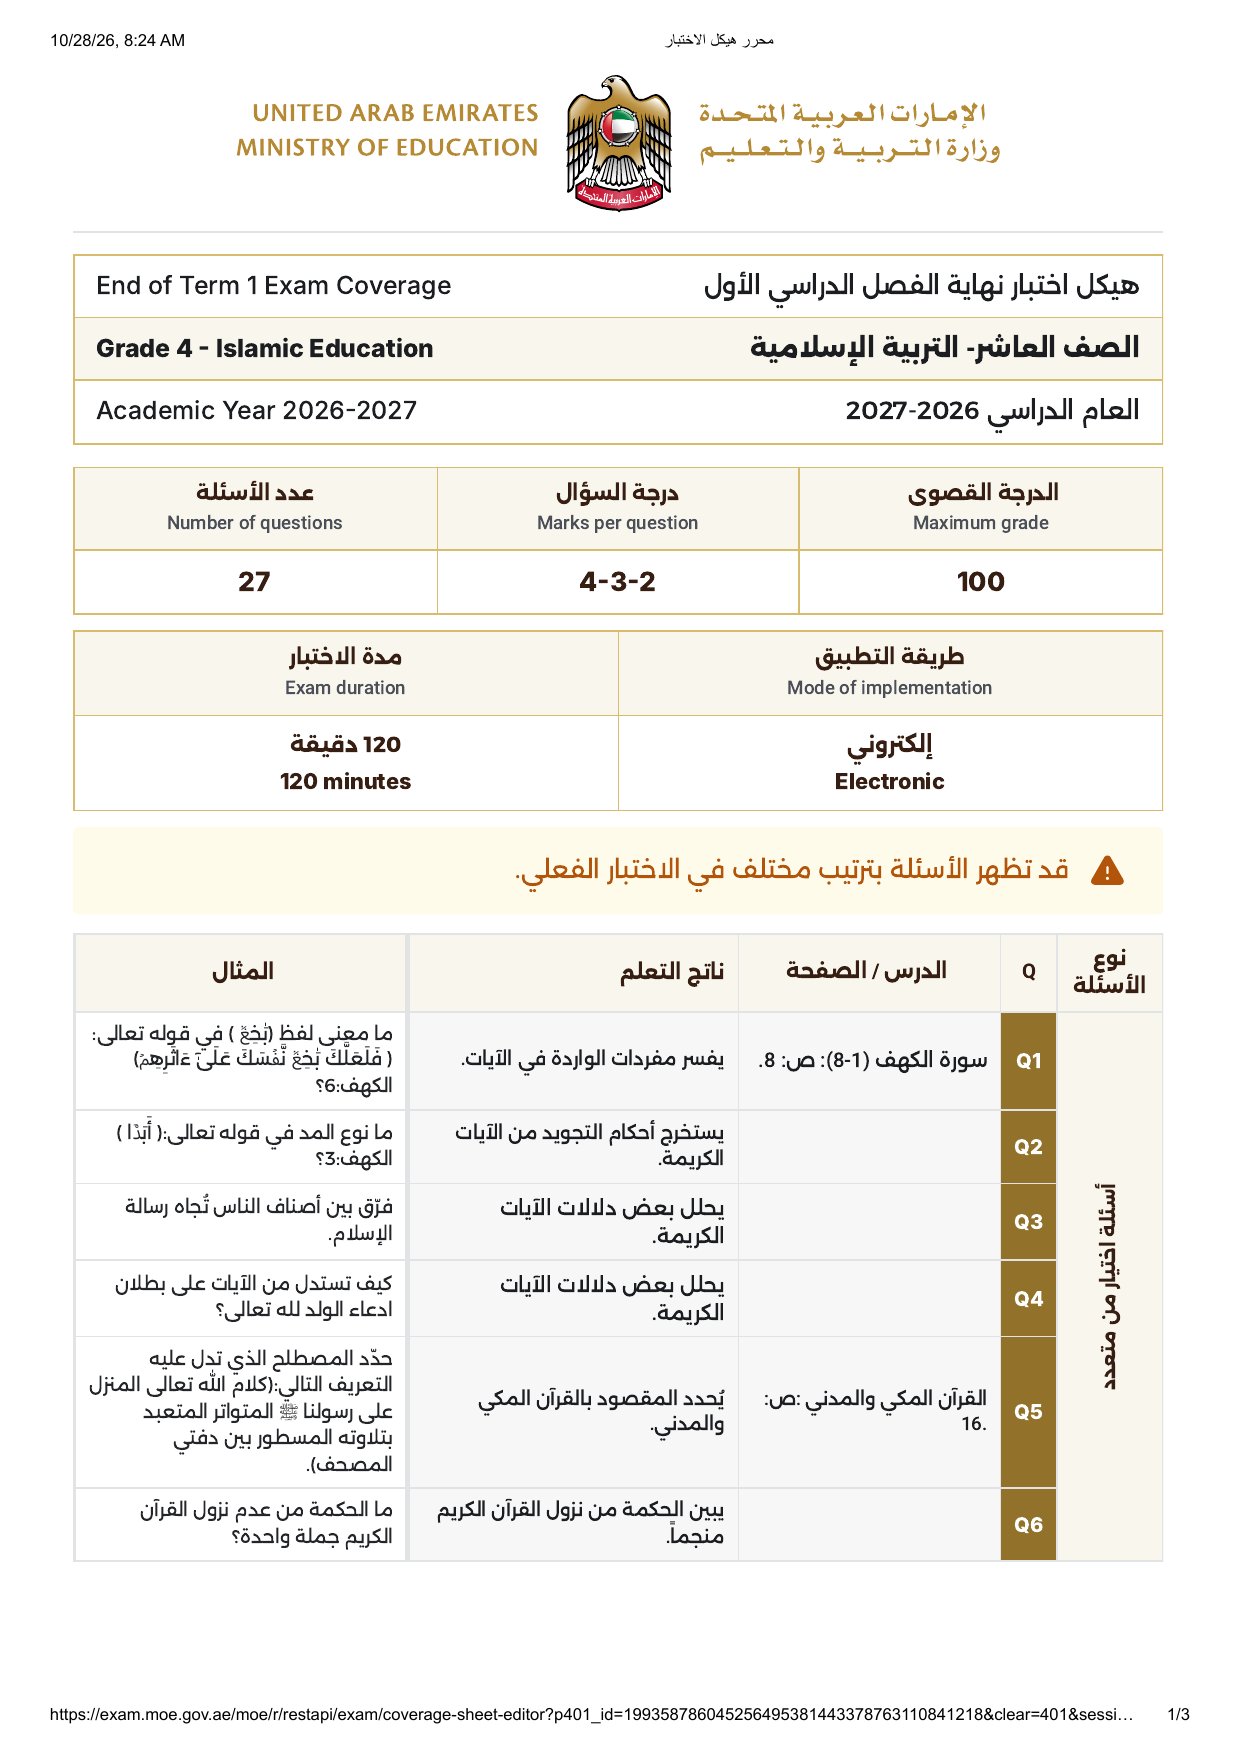 10/28/26, 8:24 AM
محرر هيكل الاختبار
UNITED ARAB EMIRATES
MINISTRY OF EDUCATION
الإمارات العربية المتحدة
وزارة التربية والتعليم
الإمارات العربية المتحدة
هيكل اختبار نهاية الفصل الدراسي الأول
End of Term 1 Exam Coverage
الصف العاشر- التربية الإسلامية
Grade 4 - Islamic Education
العام الدراسي 2026-2027
Academic Year 2026-2027
الدرجة القصوى
Maximum grade
درجة السؤال
Marks per question
عدد الأسئلة
Number of questions
100
4-3-2
27
طريقة التطبيق
Mode of implementation
مدة الاختبار
Exam duration
إلكتروني
Electronic
120 دقيقة
120 minutes
قد تظهر الأسئلة بترتيب مختلف في الاختبار الفعلي.
نوع
الأسئلة
Q
الدرس / الصفحة
ناتج التعلم
المثال
أسئلة اختيار من متعدد
Q1
سورة الكهف (1-8): ص: 8.
يفسر مفردات الواردة في الآيات.
ما معنى لفظ (بَٰخِعٞ ) في قوله تعالى:
( فَلَعَلَّكَ بَٰخِعٞ نَّفۡسَكَ عَلَىٰٓ ءَاثَٰرِهِمۡ)
الكهف:6؟
Q2
يستخرج أحكام التجويد من الآيات
الكريمة.
ما نوع المد في قوله تعالى:( أَبَدٗا )
الكهف:3؟
Q3
يحلل بعض دلالات الآيات
الكريمة.
فرّق بين أصناف الناس تُجاه رسالة
الإسلام.
Q4
يحلل بعض دلالات الآيات
الكريمة.
كيف تستدل من الآيات على بطلان
ادعاء الولد لله تعالى؟
Q5
القرآن المكي والمدني :ص:
16.
يُحدد المقصود بالقرآن المكي
والمدني.
حدّد المصطلح الذي تدل عليه
التعريف التالي:(كلام الله تعالى المنزل
على رسولنا ﷺ المتواتر المتعبد
بتلاوته المسطور بين دفتي
المصحف).
Q6
يبين الحكمة من نزول القرآن الكريم
منجماً.
ما الحكمة من عدم نزول القرآن
الكريم جملة واحدة؟
https://exam.moe.gov.ae/moe/r/restapi/exam/coverage-sheet-editor?p401_id=199358786045256495381443378763110841218&clear=401&sessi…
1/3